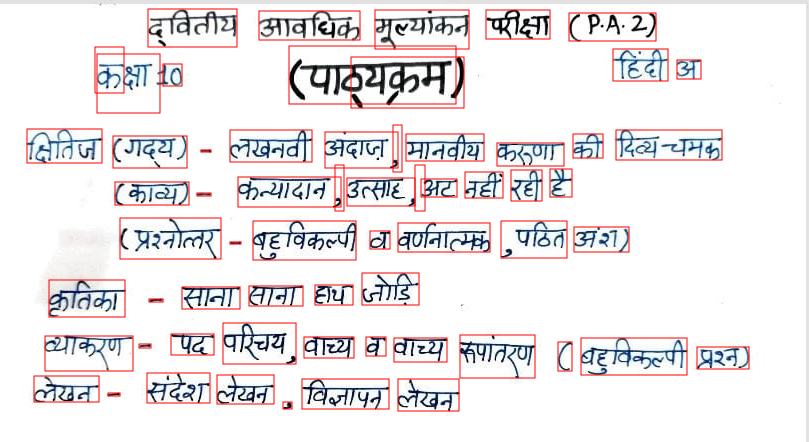 द्वितीय आवधिक मूल्यांकन परीक्षा (P.A.2)
कक्षा 10 (पाठ्यक्रम) हिंदी अ
क्षितिज (गद्य) - लखनवी अंदाज़, मानवीय करुणा की दिव्य-चमक
(काव्य) - कन्यादान, उत्साह, अट नहीं रही है
(प्रश्नोत्तर - बहुविकल्पी व वर्णनात्मक, पठित अंश)
कृतिका - साना साना हाथ जोड़ि
व्याकरण - पद परिचय, वाच्य व वाच्य रूपांतरण (बहुविकल्पी प्रश्न)
लेखन - संदेश लेखन, विज्ञापन लेखन